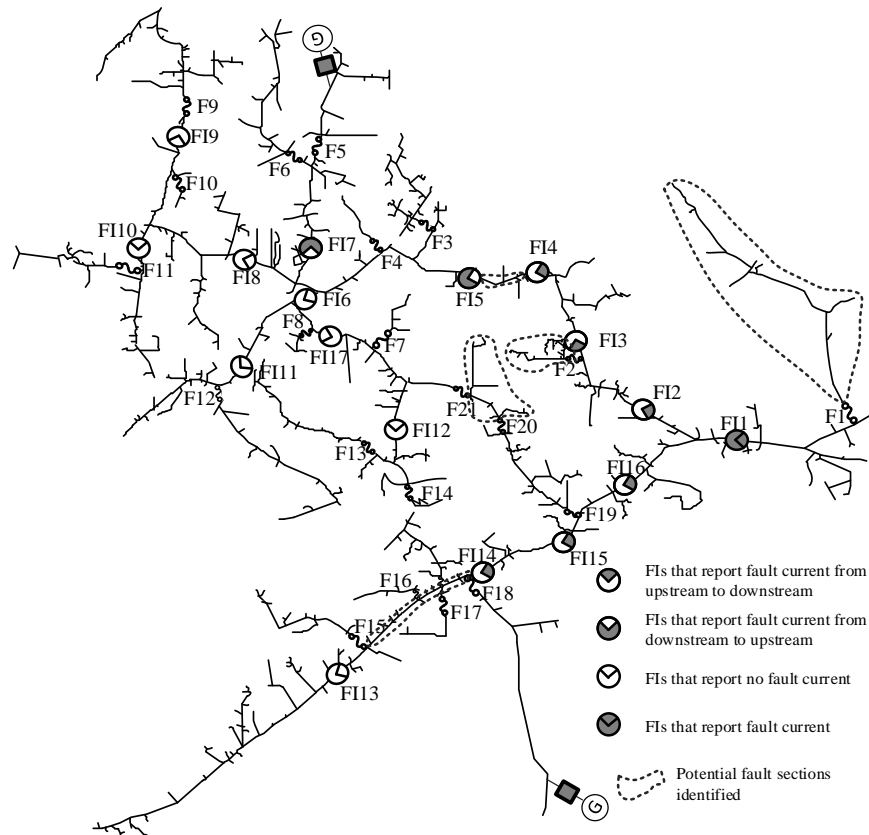 G
F9
FI9
F5
F6
F10
FI10
FI7
F3
F4
FI4
F11
FI8
FI5
FI6
F8
FI17
F7
FI3
F2
FI11
FI2
F12
F2
F1
F20
FI12
FI1
F13
FI16
F14
F19
FI14
FI15
F16
F18
F17
F15
FI13
FIs that report fault current from
upstream to downstream
FIs that report fault current from
downstream to upstream
FIs that report no fault current
FIs that report fault current
Potential fault sections
identified
G